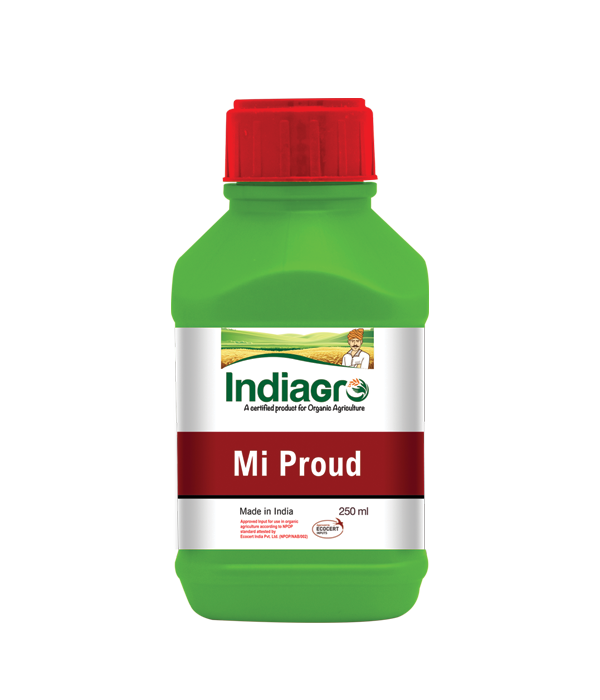 Indiagro
A certified product for Organic Agriculture
Mi Proud
Made in India 250 ml
Approved Input for use in organic
agriculture according to NPOP
standard attested by
Ecocert India Pvt. Ltd. (NPOP/NAB/002)
ECOCERT
INPUTS